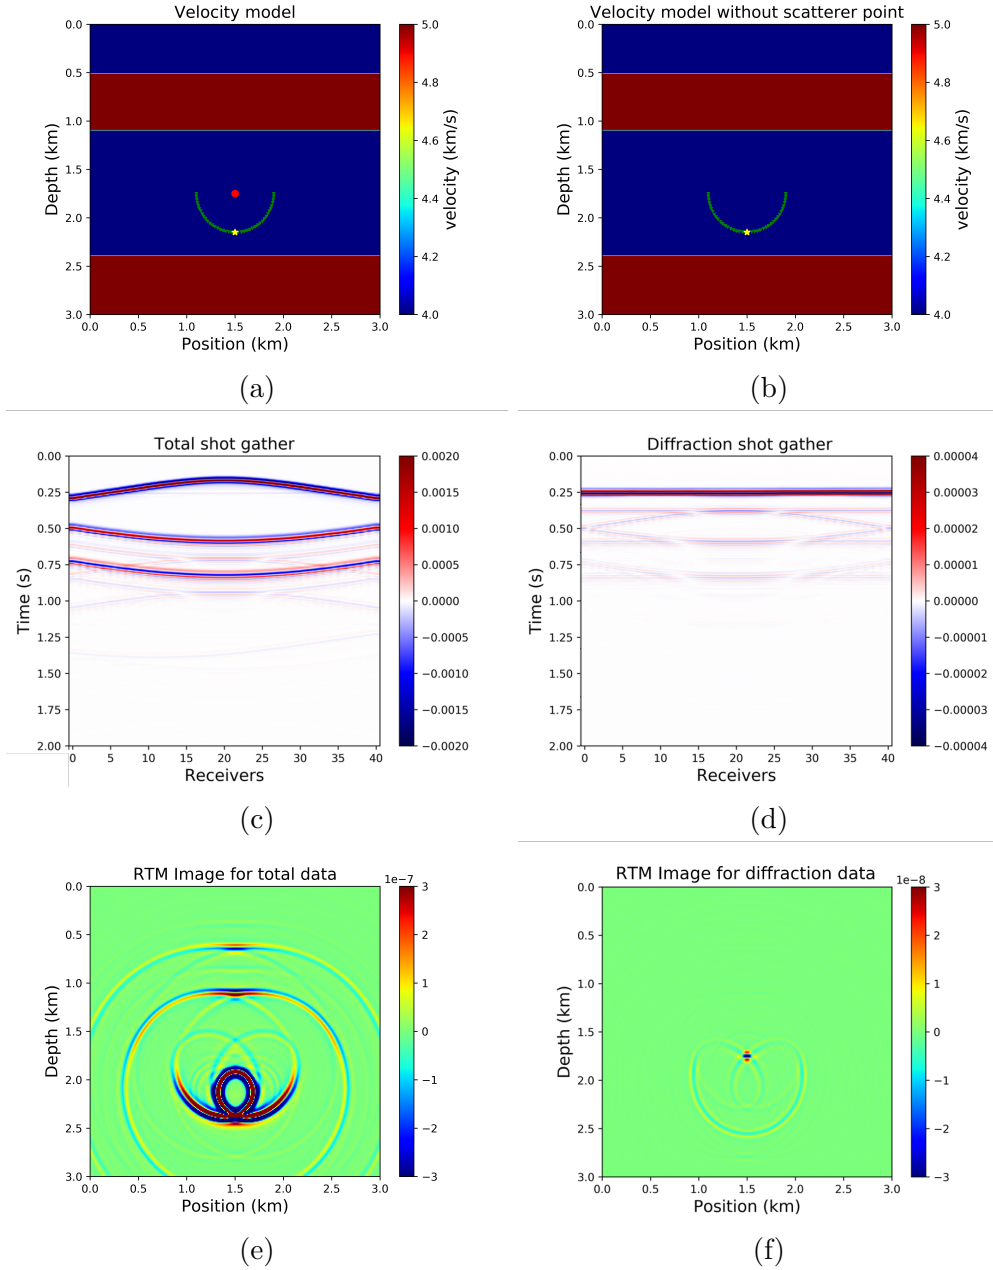 Velocity model
0.0
0.5
1.0
1.5
2.0
2.5
3.0
Depth (km)
0.0 0.5 1.0 1.5 2.0 2.5 3.0
Position (km)
5.0
4.8
4.6
4.4
4.2
4.0
velocity (km/s)
(a)
Velocity model without scatterer point
0.0
0.5
1.0
1.5
2.0
2.5
3.0
Depth (km)
0.0 0.5 1.0 1.5 2.0 2.5 3.0
Position (km)
5.0
4.8
4.6
4.4
4.2
4.0
velocity (km/s)
(b)
Total shot gather
0.00
0.25
0.50
0.75
1.00
1.25
1.50
1.75
2.00
Time (s)
0 5 10 15 20 25 30 35 40
Receivers
0.0020
0.0015
0.0010
0.0005
0.0000
−0.0005
−0.0010
−0.0015
−0.0020
(c)
Diffraction shot gather
0.00
0.25
0.50
0.75
1.00
1.25
1.50
1.75
2.00
Time (s)
0 5 10 15 20 25 30 35 40
Receivers
0.00004
0.00003
0.00002
0.00001
0.00000
−0.00001
−0.00002
−0.00003
−0.00004
(d)
RTM Image for total data
0.0
0.5
1.0
1.5
2.0
2.5
3.0
Depth (km)
0.0 0.5 1.0 1.5 2.0 2.5 3.0
Position (km)
1e−7
3
2
1
0
−1
−2
−3
(e)
RTM Image for diffraction data
0.0
0.5
1.0
1.5
2.0
2.5
3.0
Depth (km)
0.0 0.5 1.0 1.5 2.0 2.5 3.0
Position (km)
1e−8
3
2
1
0
−1
−2
−3
(f)